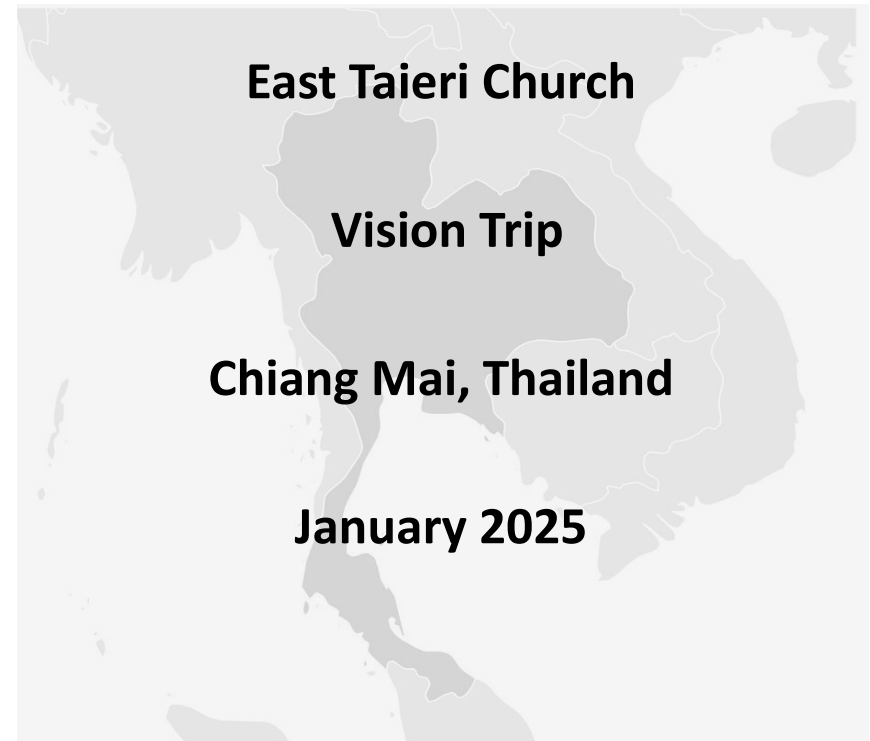 East Taieri Church
Vision Trip
Chiang Mai, Thailand
January 2025